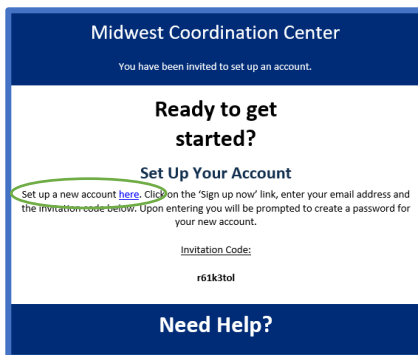 Midwest Coordination Center
You have been invited to set up an account.
Ready to get
started?
Set Up Your Account
Set up a new account here. Click on the ‘Sign up now’ link, enter your email address and
the invitation code below. Upon entering you will be prompted to create a password for
your new account.
Invitation Code:
r61k3tol
Need Help?